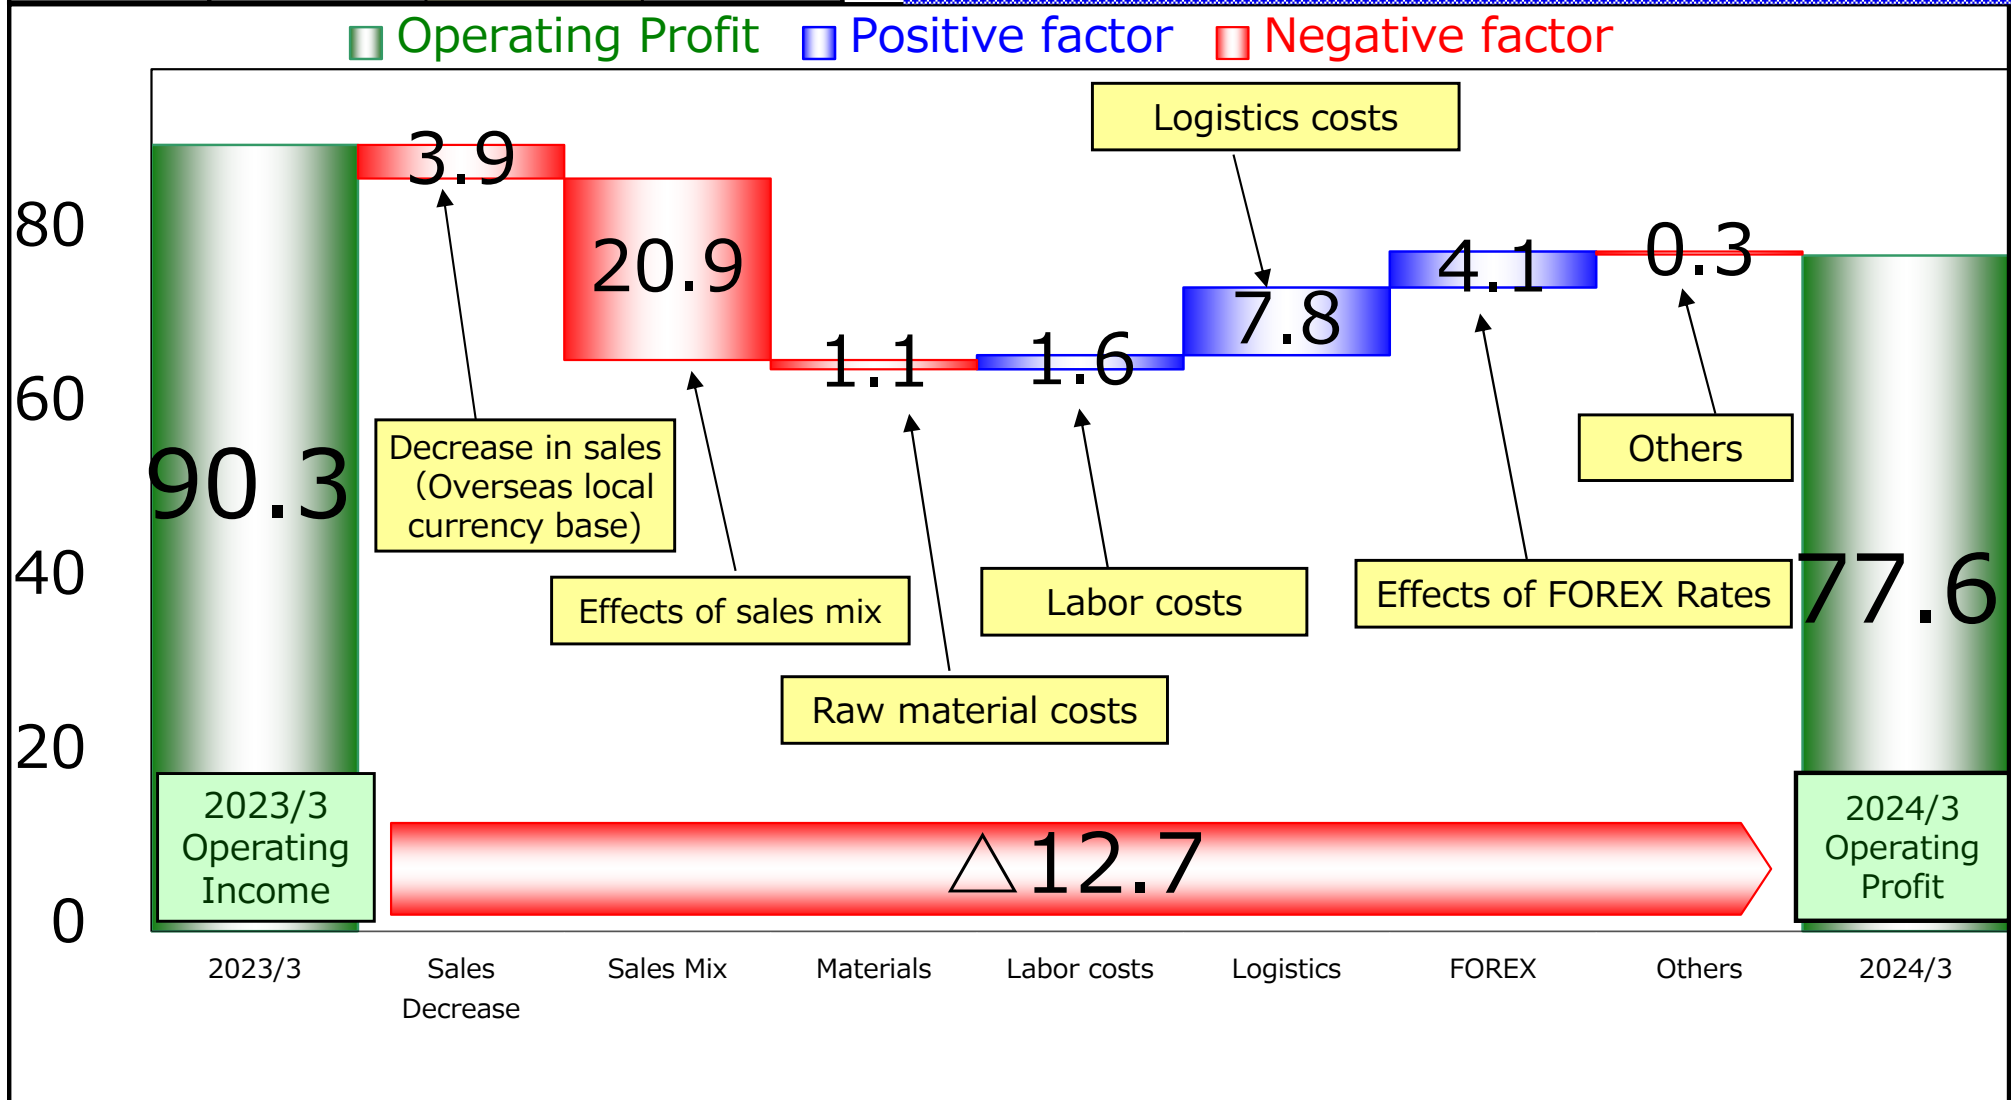 Operating Profit Positive factor Negative factor
Logistics costs
3.9
80
20.9
0.3
4.1
7.8
1.1
1.6
60
Decrease in sales
（Overseas local
currency base)
Others
90.3
40
Effects of sales mix
Labor costs
Effects of FOREX Rates
77.6
Raw material costs
20
2023/3
Operating
Income
△12.7
2024/3
Operating
Profit
0
2023/3
Sales
Decrease
Sales Mix
Materials
Labor costs
Logistics
FOREX
Others
2024/3